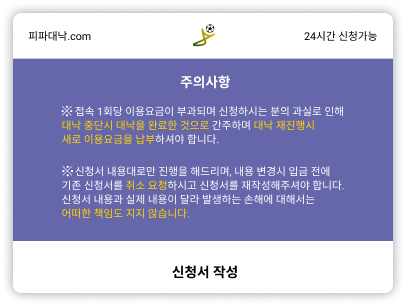 피파대낙.com
24시간 신청가능
주의사항
※ 접속 1회당 이용요금이 부과되며 신청하시는 분의 과실로 인해
대낙 중단시 대낙을 완료한 것으로 간주하며 대낙 재진행시
새로 이용요금을 납부하셔야 합니다.
※ 신청서 내용대로만 진행을 해드리며, 내용 변경시 입금 전에
기존 신청서를 취소 요청하시고 신청서를 재작성해주셔야 합니다.
신청서 내용과 실제 내용이 달라 발생하는 손해에 대해서는
어떠한 책임도 지지 않습니다.
신청서 작성